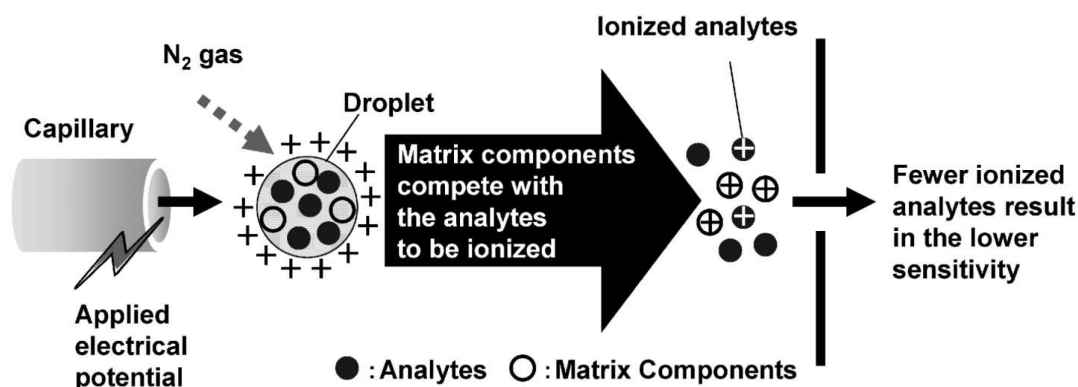 Ionized analytes
N₂ gas
Droplet
Capillary
Matrix components
compete with
the analytes
to be ionized
Fewer ionized
analytes result
in the lower
sensitivity
Applied
electrical
potential
: Analytes
: Matrix Components